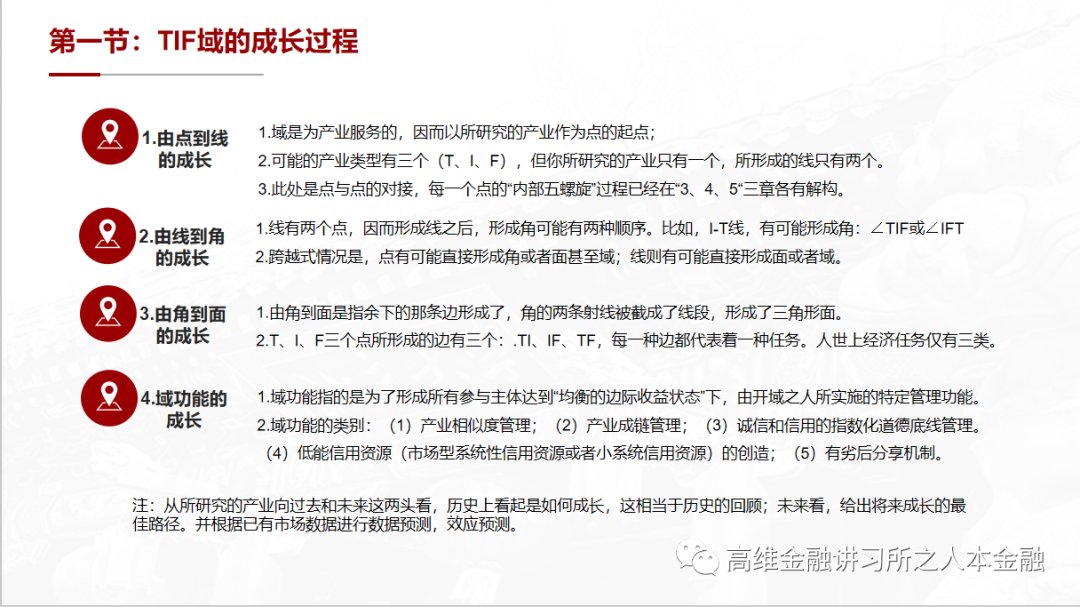 第一节：TIF域的成长过程
1.由点到线
的成长
1.域是为产业服务的，因而以所研究的产业作为点的起点；
2.可能的产业类型有三个（T、I、F），但你所研究的产业只有一个，所形成的线只有两个。
3.此处是点与点的对接，每一个点的“内部五螺旋”过程已经在“3、4、5“三章各有解构。
2.由线到角
的成长
1.线有两个点，因而形成线之后，形成角可能有两种顺序。比如，I-T线，有可能形成角：∠TIF或∠IFT
2.跨越式情况是，点有可能直接形成角或者面甚至域；线则有可能直接形成面或者域。
3.由角到面
的成长
1.由角到面是指余下的那条边形成了，角的两条射线被截成了线段，形成了三角形面。
2.T、I、F三个点所形成的边有三个：.TI、IF、TF，每一种边都代表着一种任务。人世上经济任务仅有三类。
4.域功能的
成长
1.域功能指的是为了形成所有参与主体达到“均衡的边际收益状态”下，由开域之人所实施的特定管理功能。
2.域功能的类别：（1）产业相似度管理；（2）产业成链管理；（3）诚信和信用的指数化道德底线管理。
（4）低能信用资源（市场型系统性信用资源或者小系统信用资源）的创造；（5）有劣后分享机制。
注：从所研究的产业向过去和未来这两头看，历史上看起是如何成长，这相当于历史的回顾；未来看，给出将来成长的最
佳路径。并根据已有市场数据进行数据预测，效应预测。
高维金融讲习所之人本金融